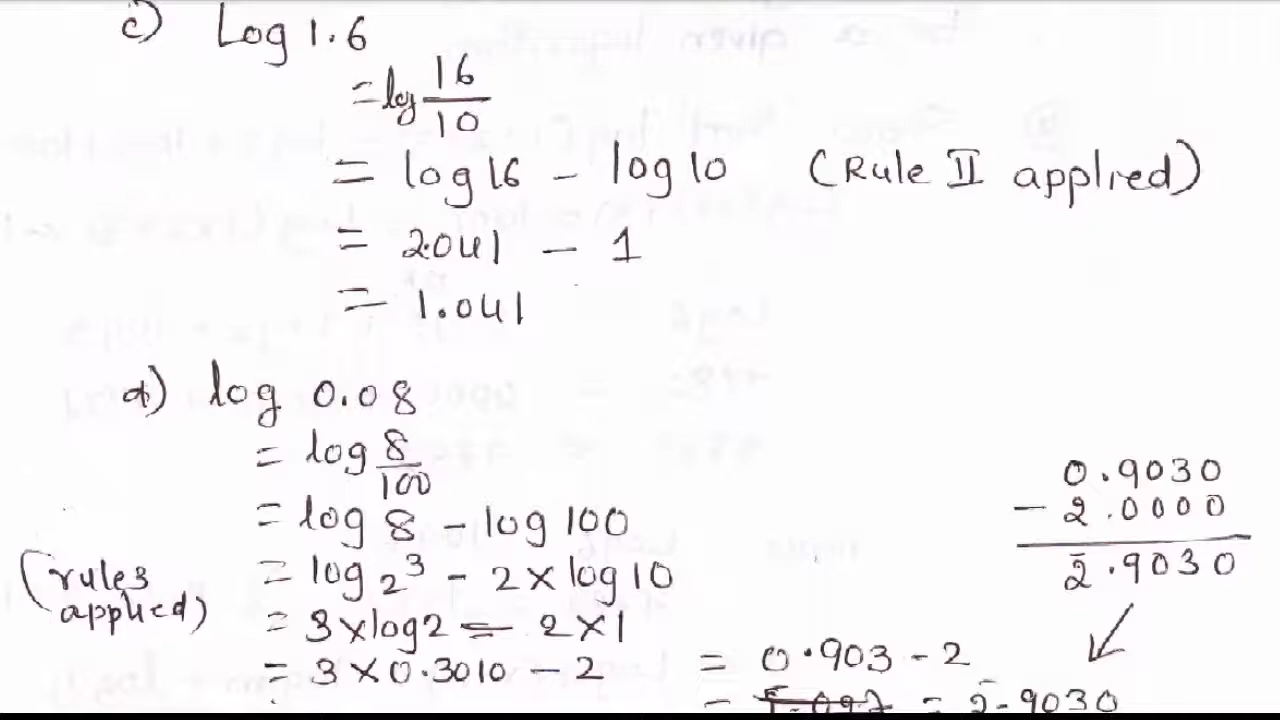 c) Log 1.6
= log 16/10
= log 16 - log 10 (Rule II applied)
= 2.041 - 1
= 1.041
d) log 0.08
= log 8/100
= log 8 - log 100
(rules applied)
= log 2³ - 2 × log 10
= 3 × log 2 - 2 × 1
= 3 × 0.3010 - 2
= 0.903 - 2
= 2̄.9030
0.9030
- 2.0000
2̄.9030